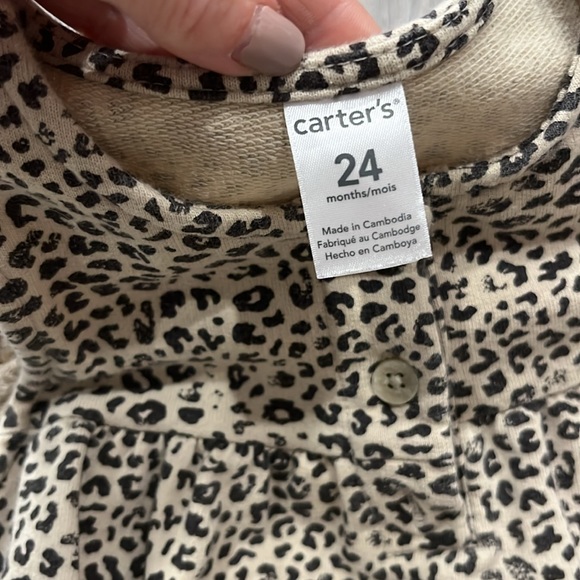 carter's®
24
months/mois
Made in Cambodia
Fabriqué au Cambodge
Hecho en Camboya